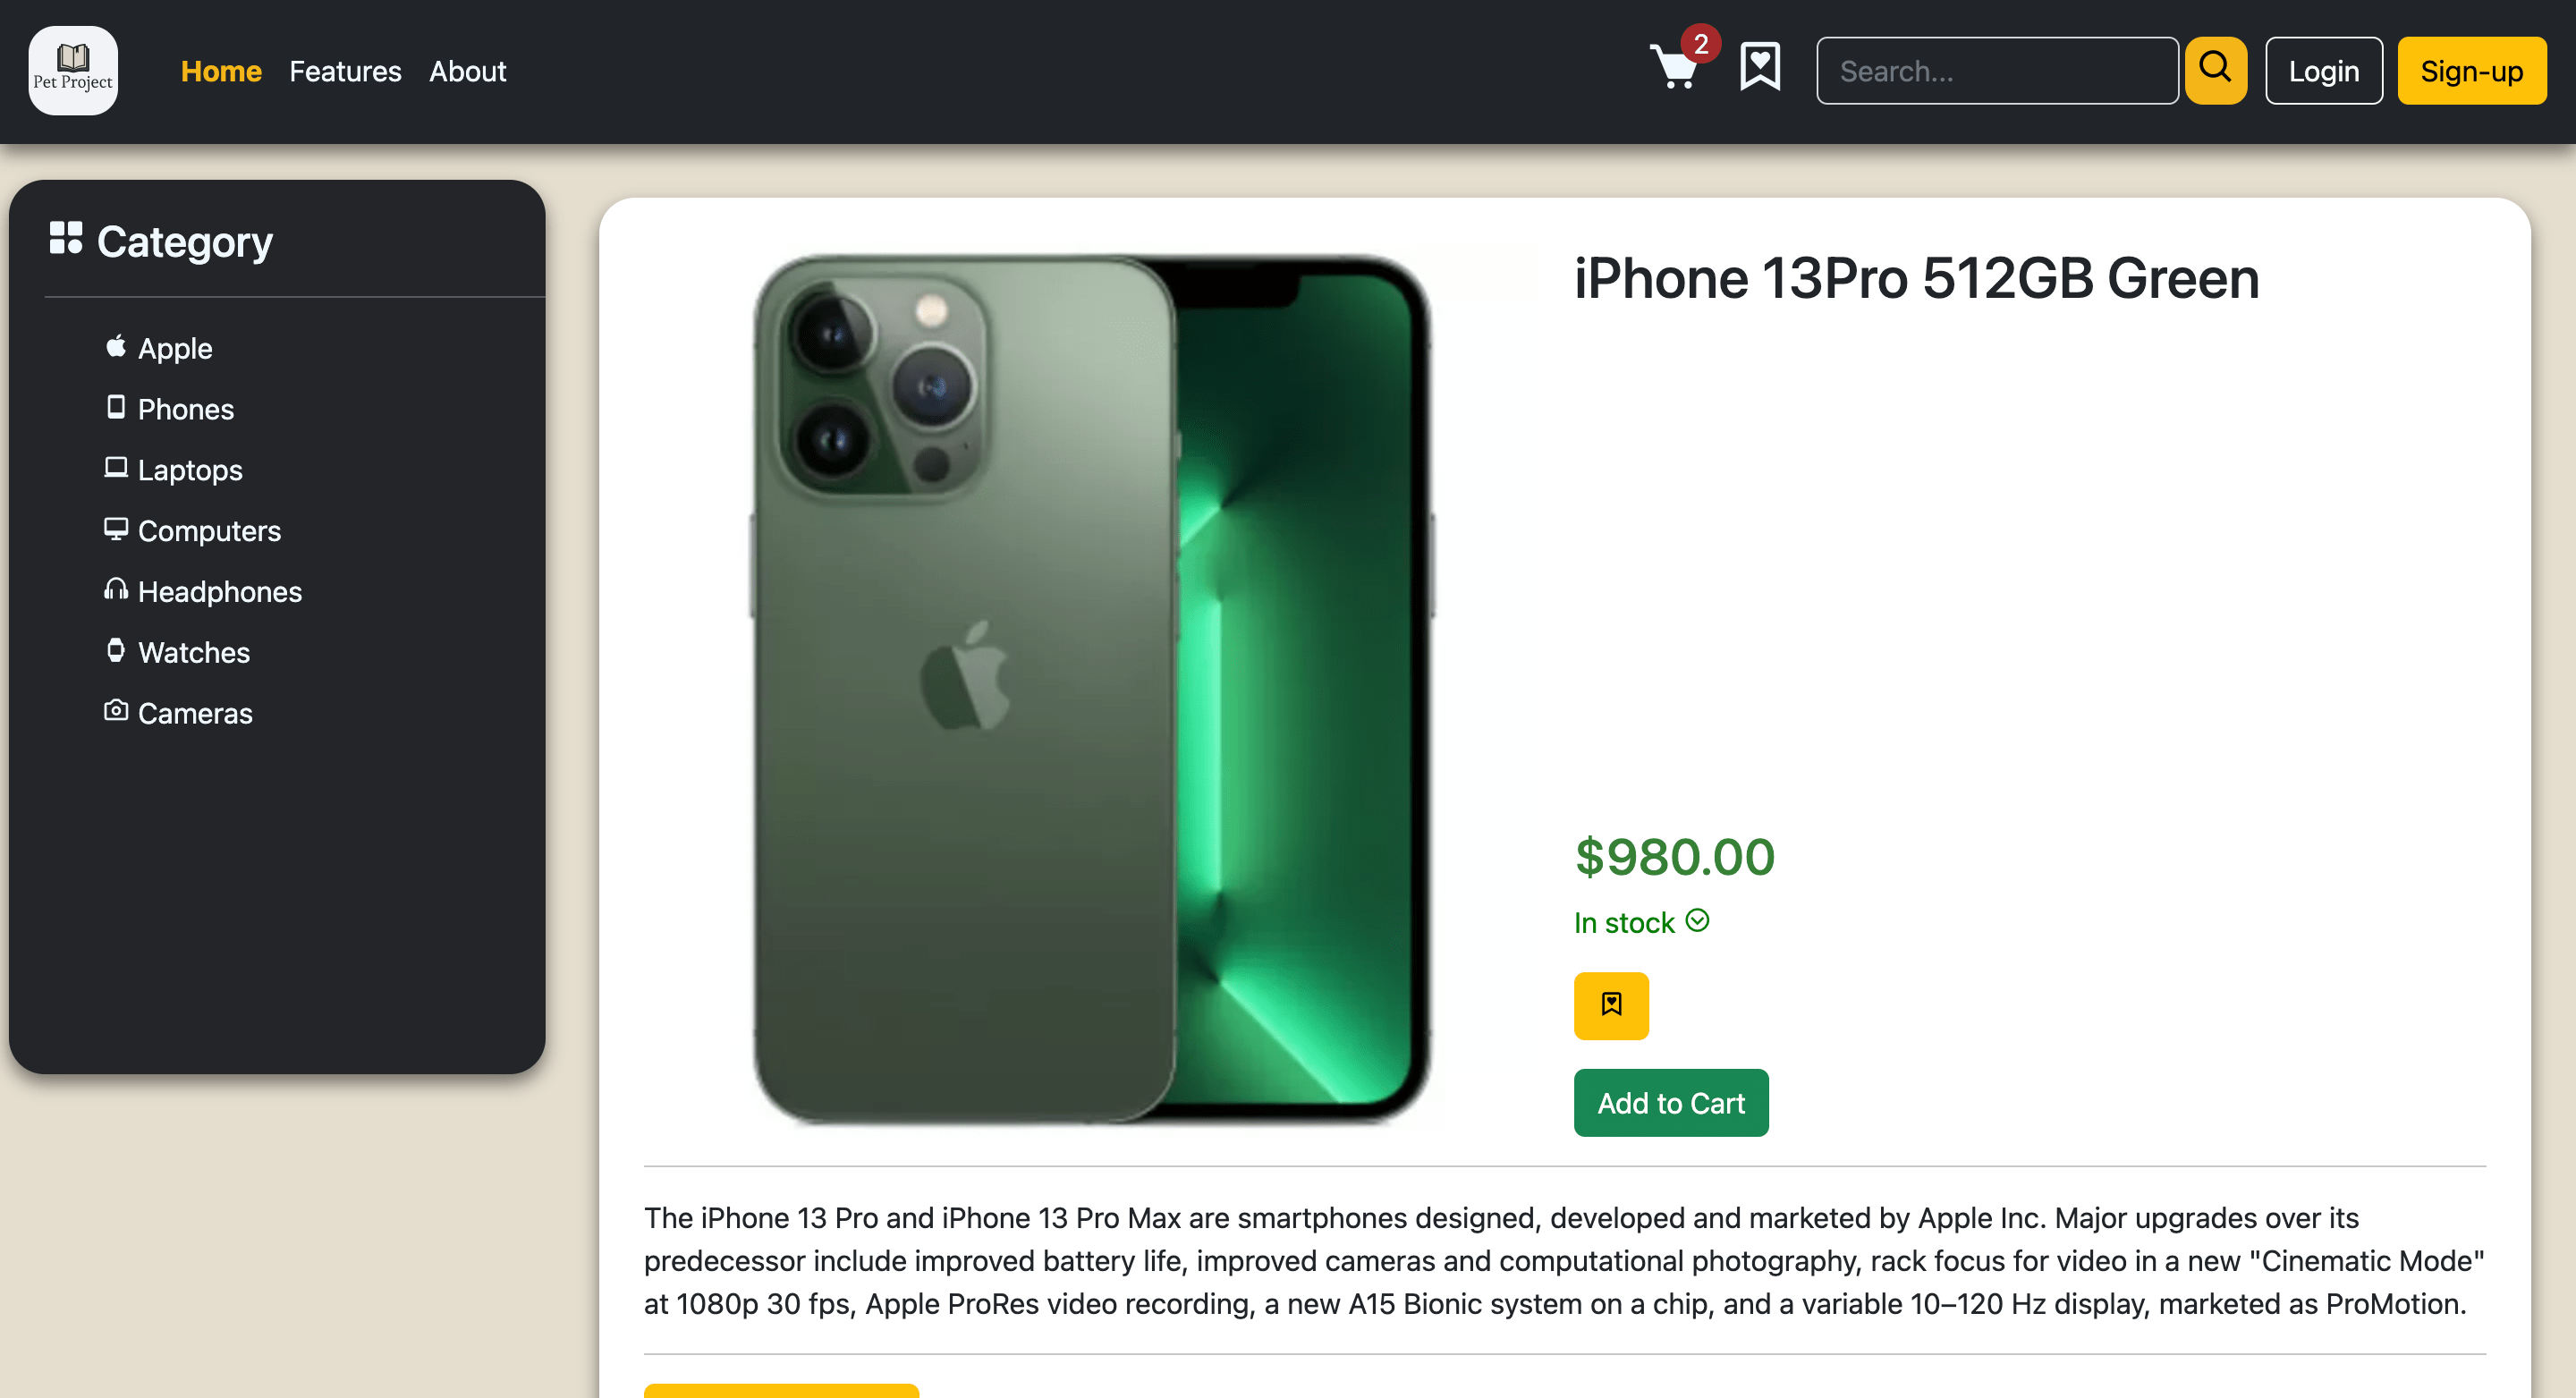 Pet Project
Home
Features
About
2
Search...
Login
Sign-up
Category
Apple
Phones
Laptops
Computers
Headphones
Watches
Cameras
iPhone 13Pro 512GB Green
$980.00
In stock
Add to Cart
The iPhone 13 Pro and iPhone 13 Pro Max are smartphones designed, developed and marketed by Apple Inc. Major upgrades over its
predecessor include improved battery life, improved cameras and computational photography, rack focus for video in a new "Cinematic Mode"
at 1080p 30 fps, Apple ProRes video recording, a new A15 Bionic system on a chip, and a variable 10–120 Hz display, marketed as ProMotion.